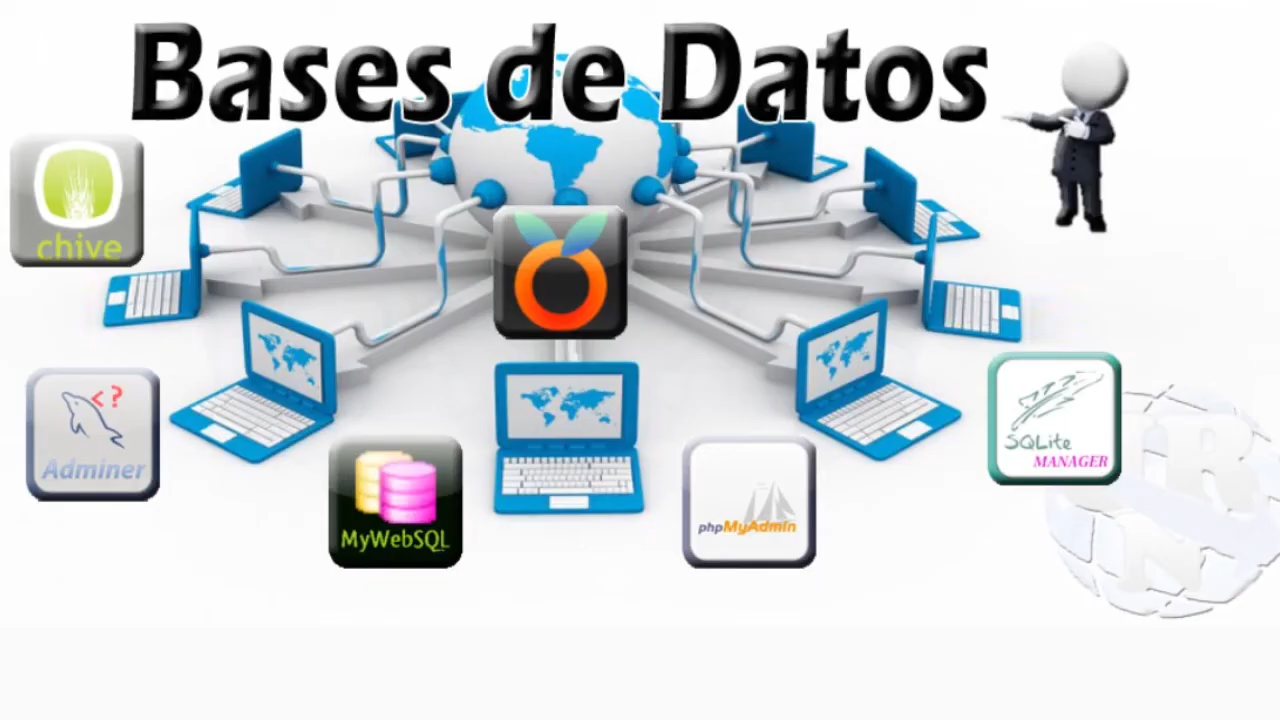 Bases de Datos
chive
<?
Adminer
MyWebSQL
phpMyAdmin
SQLite
MANAGER